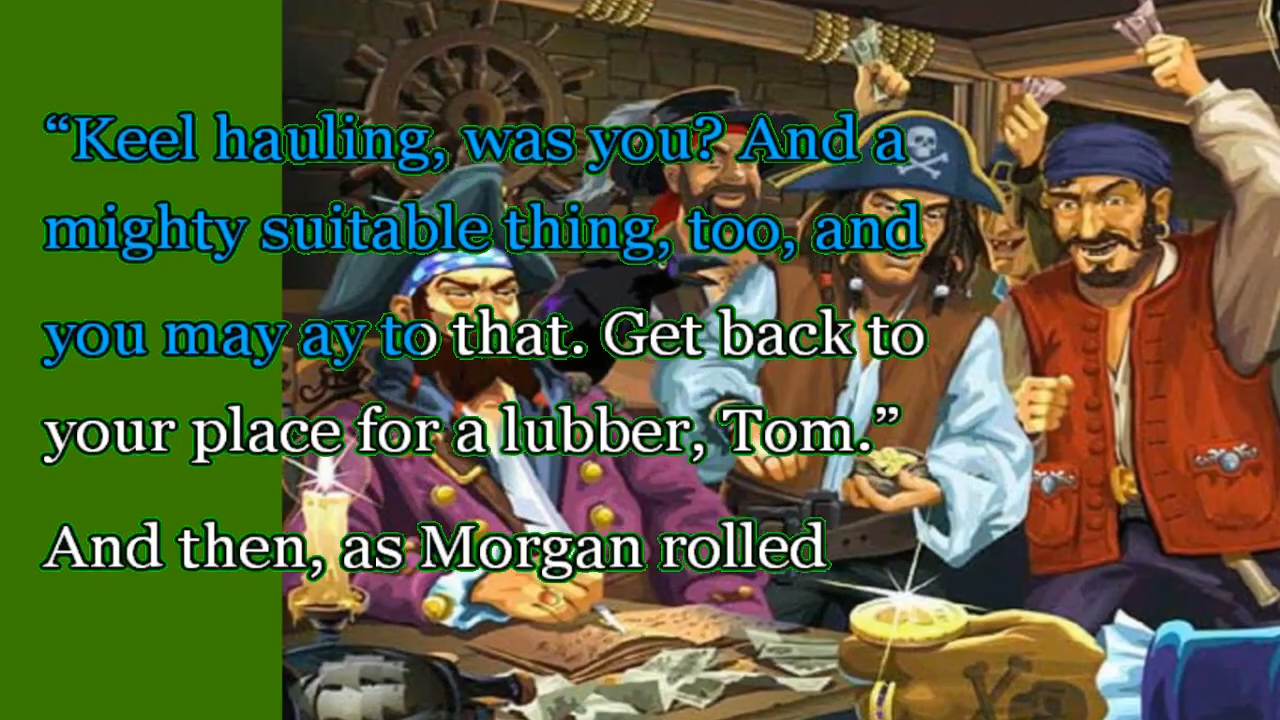 “Keel hauling, was you? And a
mighty suitable thing, too, and
you may ay to that. Get back to
your place for a lubber, Tom.”
And then, as Morgan rolled